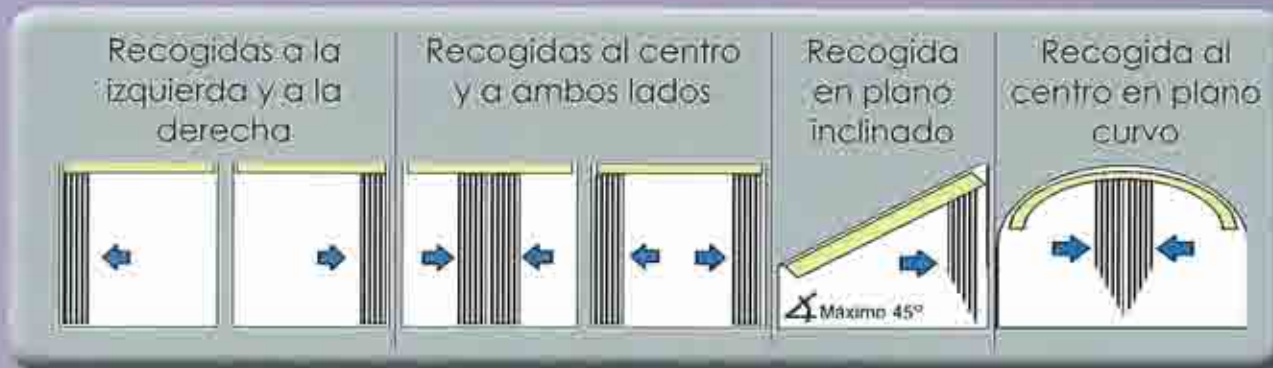 Recogidas a la
izquierda y a la
derecha
Recogidas al centro
y a ambos lados
Recogida
en plano
inclinado
Recogida al
centro en plano
curvo
Máximo 45º